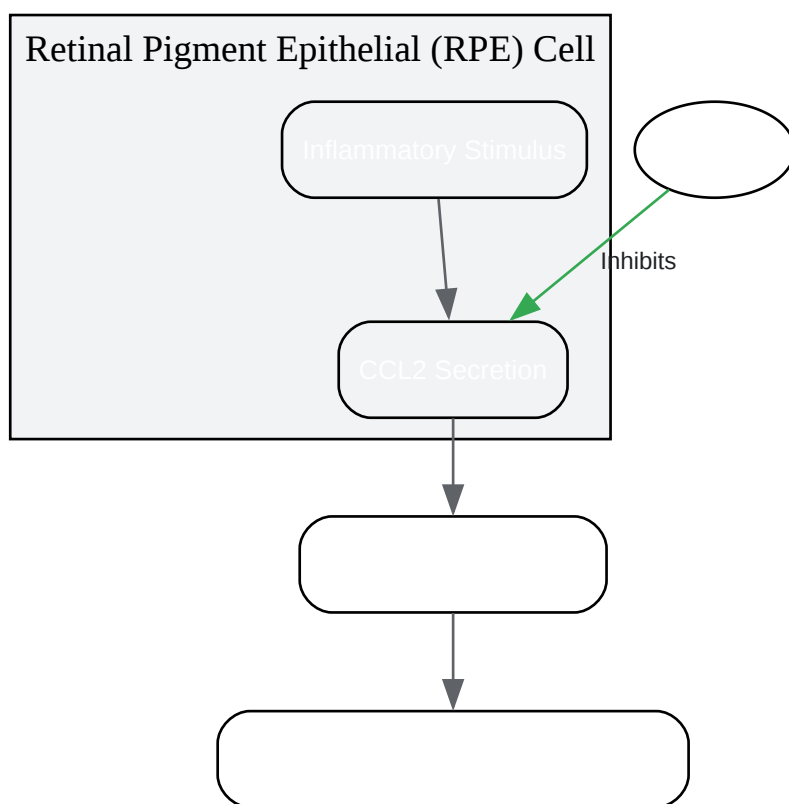 Retinal Pigment Epithelial (RPE) Cell
Inflammatory Stimulus
Inhibits
CCL2 Secretion